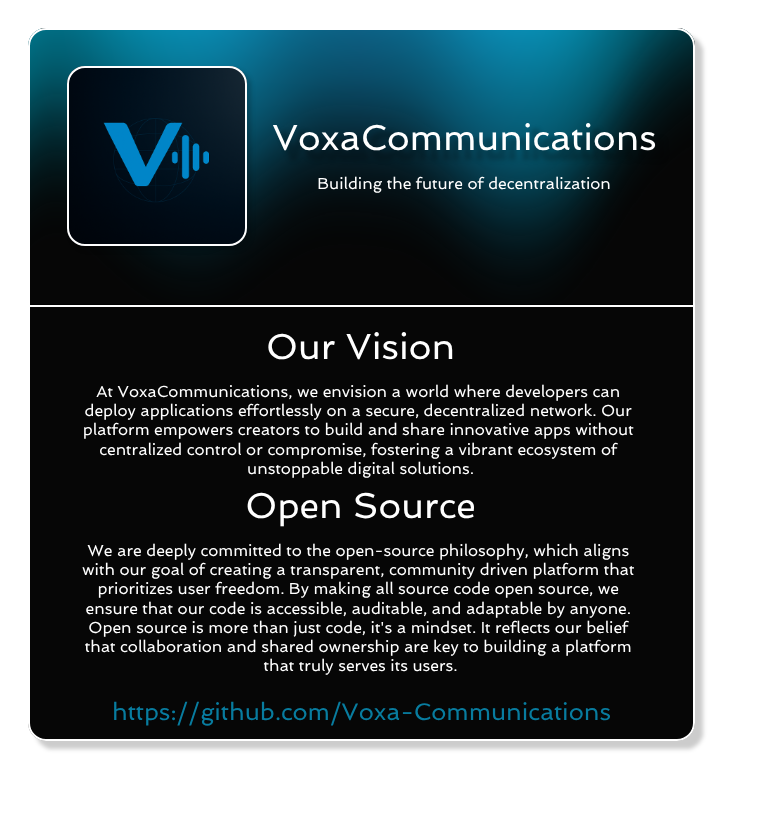 VoxaCommunications
Building the future of decentralization
Our Vision
At VoxaCommunications, we envision a world where developers can
deploy applications effortlessly on a secure, decentralized network. Our
platform empowers creators to build and share innovative apps without
centralized control or compromise, fostering a vibrant ecosystem of
unstoppable digital solutions.
Open Source
We are deeply committed to the open-source philosophy, which aligns
with our goal of creating a transparent, community driven platform that
prioritizes user freedom. By making all source code open source, we
ensure that our code is accessible, auditable, and adaptable by anyone.
Open source is more than just code, it's a mindset. It reflects our belief
that collaboration and shared ownership are key to building a platform
that truly serves its users.
https://github.com/Voxa-Communications